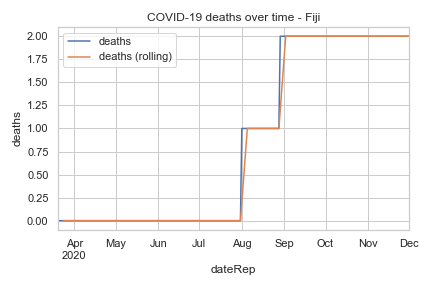 COVID-19 deaths over time - Fiji
deaths
deaths (rolling)
2.00
1.75
1.50
1.25
1.00
0.75
0.50
0.25
0.00
deaths
Apr May Jun Jul Aug Sep Oct Nov Dec
2020
dateRep